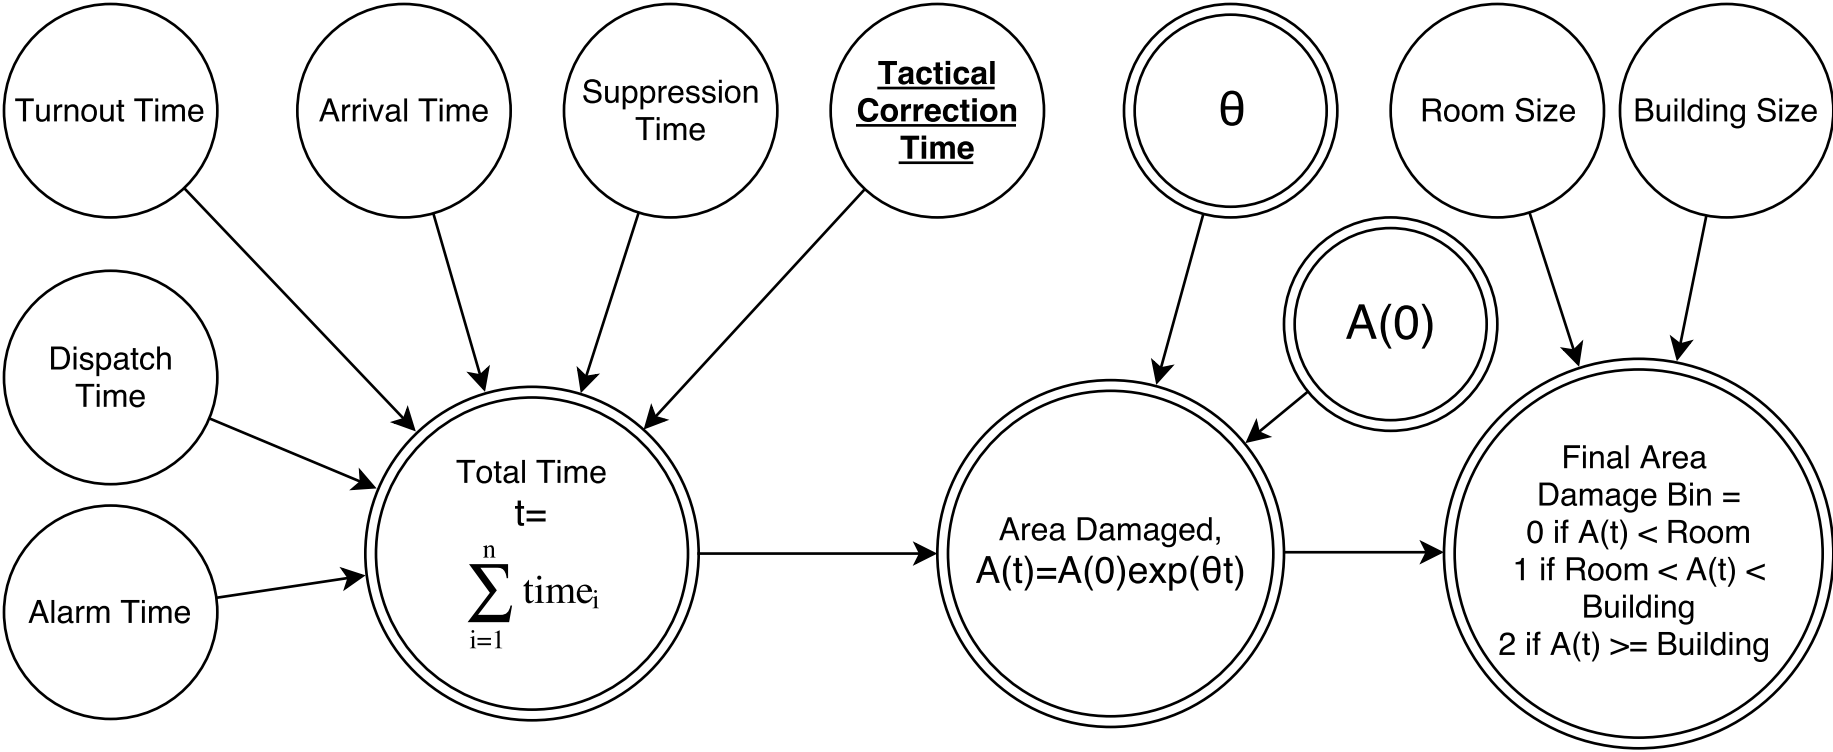 Turnout Time
Arrival Time
Suppression
Time
Tactical
Correction
Time
θ
Room Size
Building Size
Dispatch
Time
A(0)
Alarm Time
Total Time
t=
n
∑ timeᵢ
i=1
Area Damaged,
A(t)=A(0)exp(θt)
Final Area
Damage Bin =
0 if A(t) < Room
1 if Room < A(t) <
Building
2 if A(t) >= Building